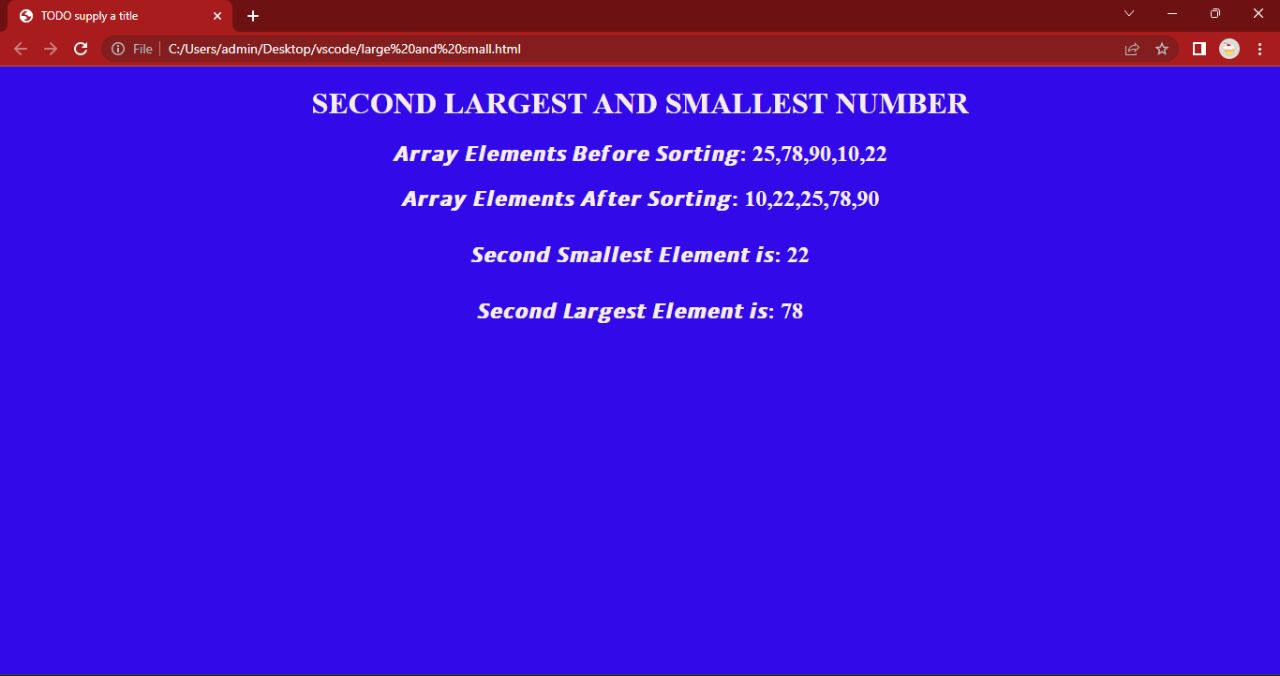 TODO supply a title
File C:/Users/admin/Desktop/vscode/large%20and%20small.html
SECOND LARGEST AND SMALLEST NUMBER
Array Elements Before Sorting: 25,78,90,10,22
Array Elements After Sorting: 10,22,25,78,90
Second Smallest Element is: 22
Second Largest Element is: 78